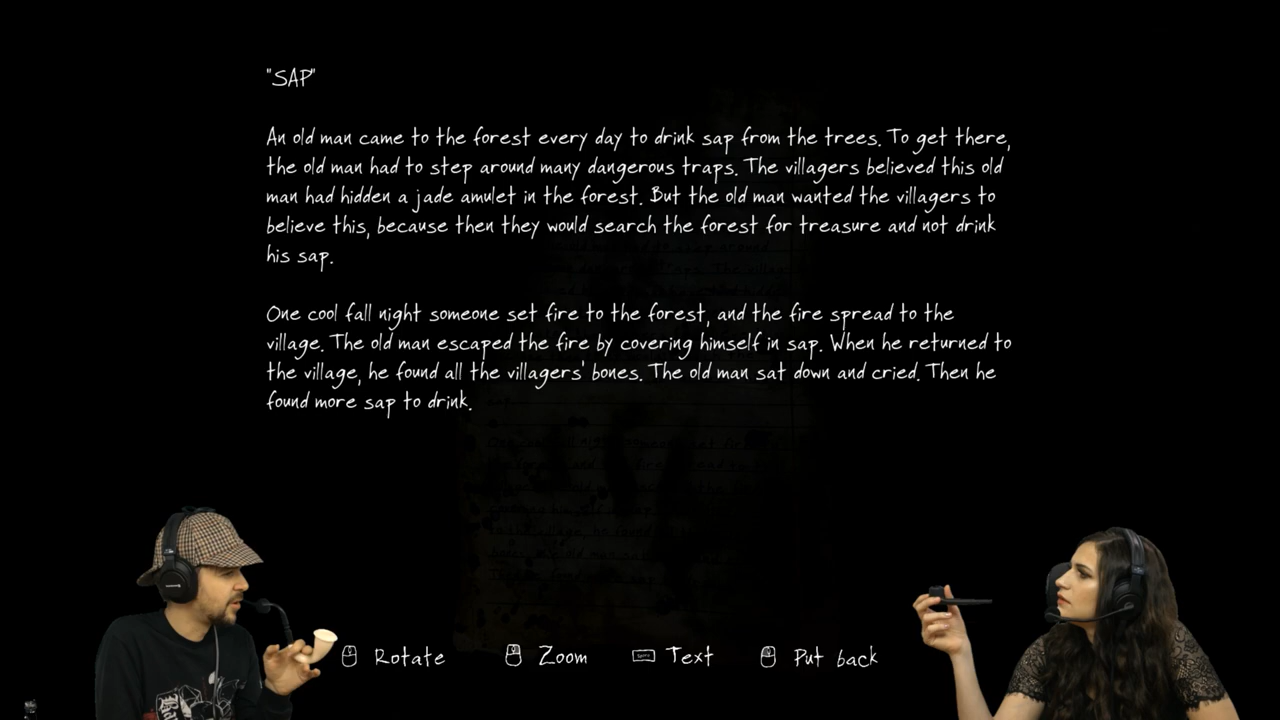 "SAP"
An old man came to the forest every day to drink sap from the trees. To get there,
the old man had to step around many dangerous traps. The villagers believed this old
man had hidden a jade amulet in the forest. But the old man wanted the villagers to
believe this, because then they would search the forest for treasure and not drink
his sap.
One cool fall night someone set fire to the forest, and the fire spread to the
village. The old man escaped the fire by covering himself in sap. When he returned to
the village, he found all the villagers' bones. The old man sat down and cried. Then he
found more sap to drink.
Rotate Zoom Text Put back